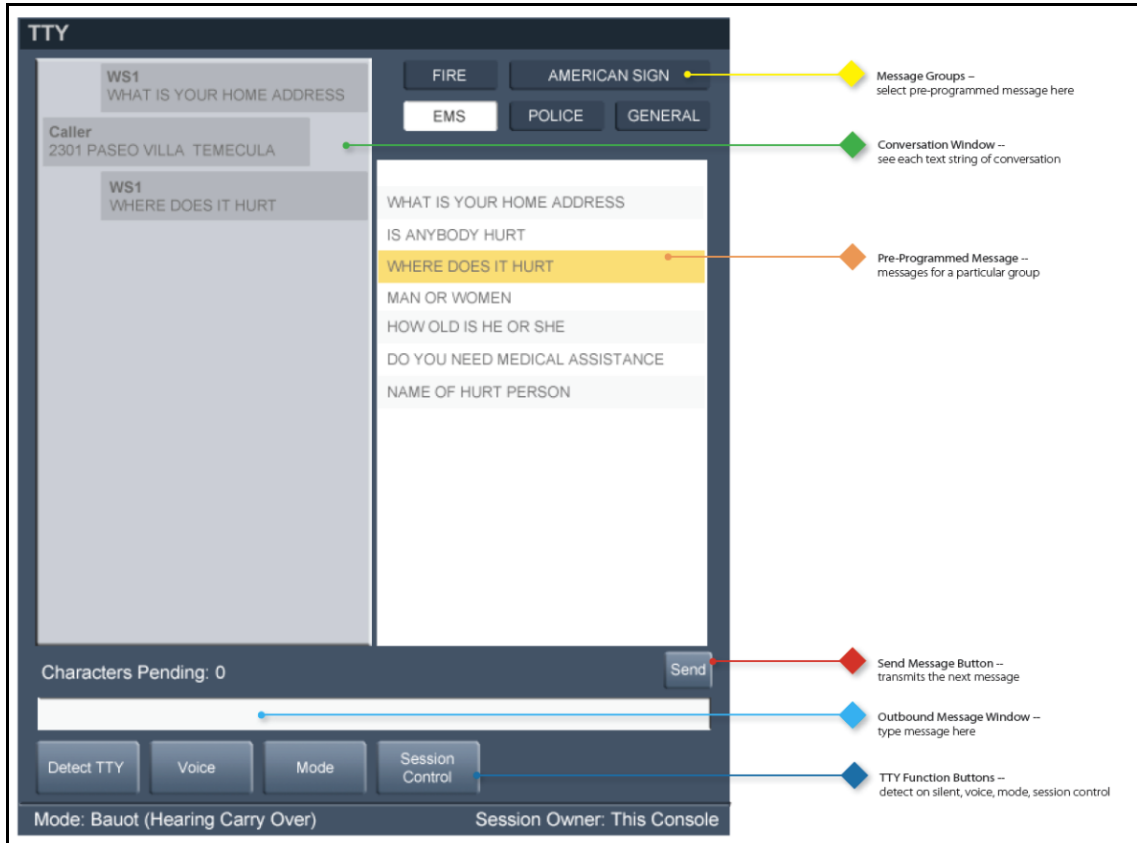 TTY
WS1
WHAT IS YOUR HOME ADDRESS
Caller
2301 PASEO VILLA TEMECULA
WS1
WHERE DOES IT HURT
FIRE
AMERICAN SIGN
EMS
POLICE
GENERAL
WHAT IS YOUR HOME ADDRESS
IS ANYBODY HURT
WHERE DOES IT HURT
MAN OR WOMEN
HOW OLD IS HE OR SHE
DO YOU NEED MEDICAL ASSISTANCE
NAME OF HURT PERSON
Characters Pending: 0
Send
Detect TTY
Voice
Mode
Session
Control
Mode: Bauot (Hearing Carry Over)
Session Owner: This Console
Message Groups –
select pre-programmed message here
Conversation Window --
see each text string of conversation
Pre-Programmed Message --
messages for a particular group
Send Message Button --
transmits the next message
Outbound Message Window --
type message here
TTY Function Buttons --
detect on silent, voice, mode, session control